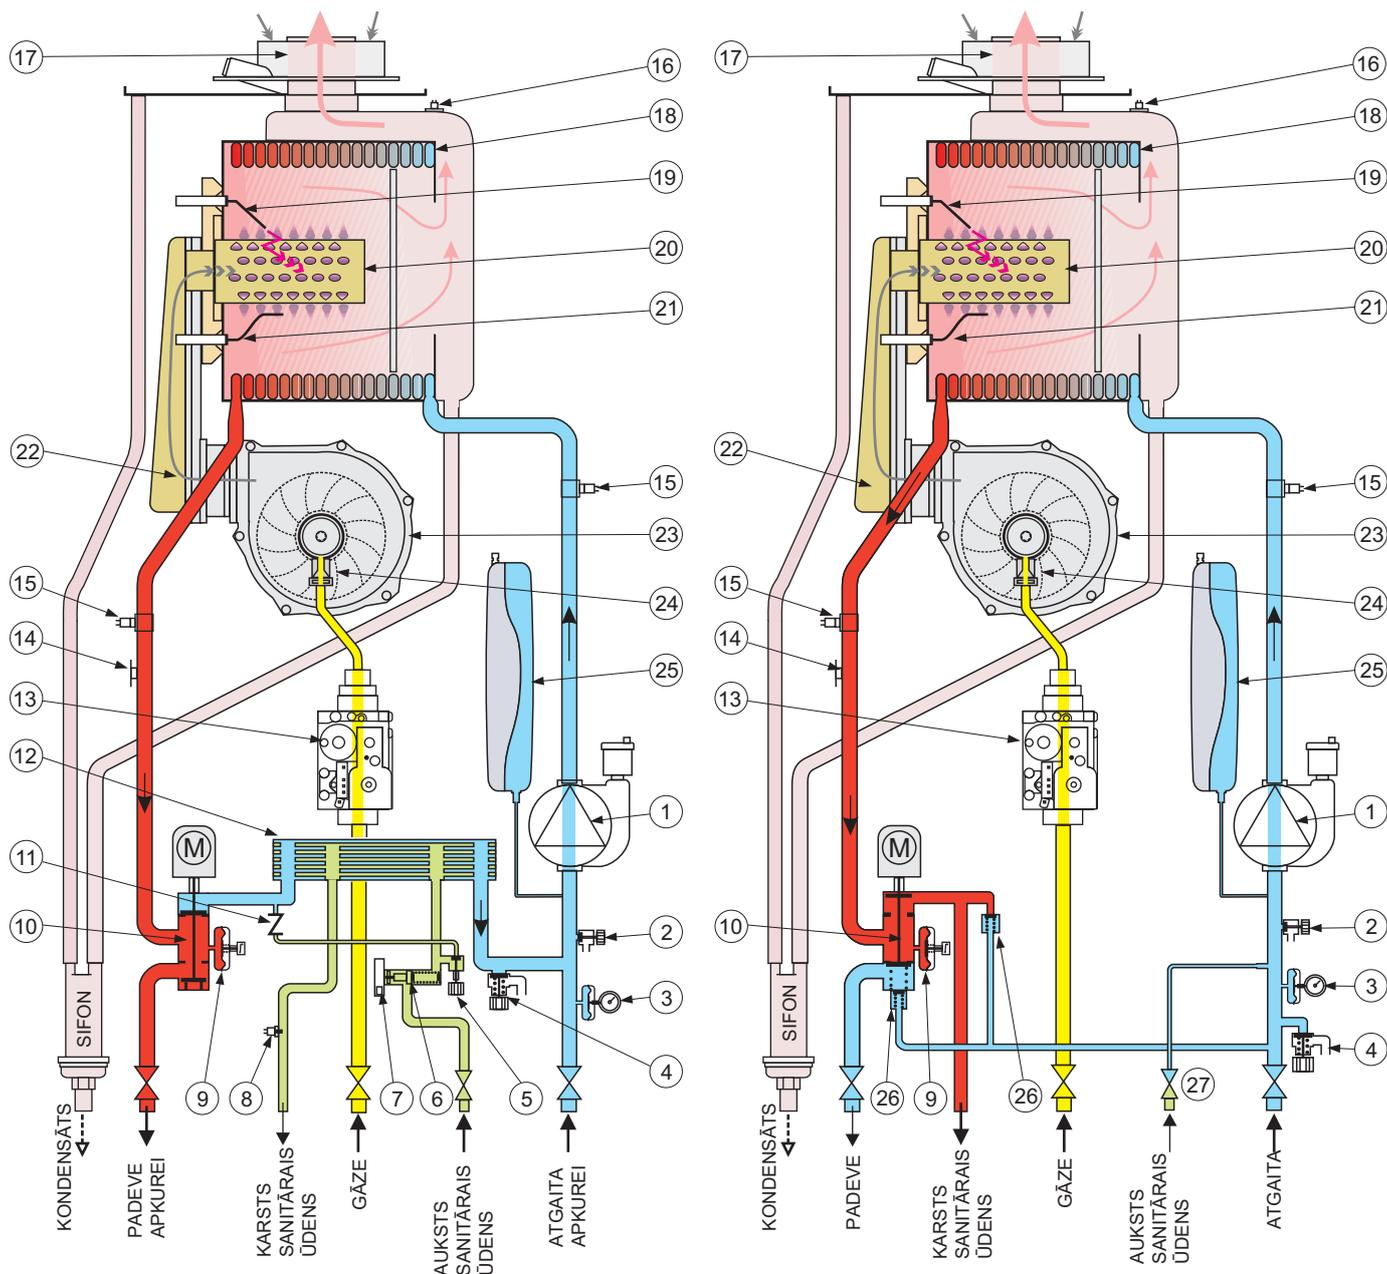 17
16
18
19
20
21
22
15
23
15
24
14
25
13
12
M
1
11
10
2
3
SIFON
4
9
8
7
6
5
KONDENSĀTS
PADEVE
APKUREI
KARSTS
SANITĀRAIS
ŪDENS
GĀZE
AUKSTS
SANITĀRAIS
ŪDENS
ATGAITA
APKUREI
17
16
18
19
20
21
22
15
23
15
24
14
25
13
M
1
10
2
26
3
SIFON
4
26
9
26
27
KONDENSĀTS
PADEVE
KARSTS
SANITĀRAIS
ŪDENS
GĀZE
AUKSTS
SANITĀRAIS
ŪDENS
ATGAITA